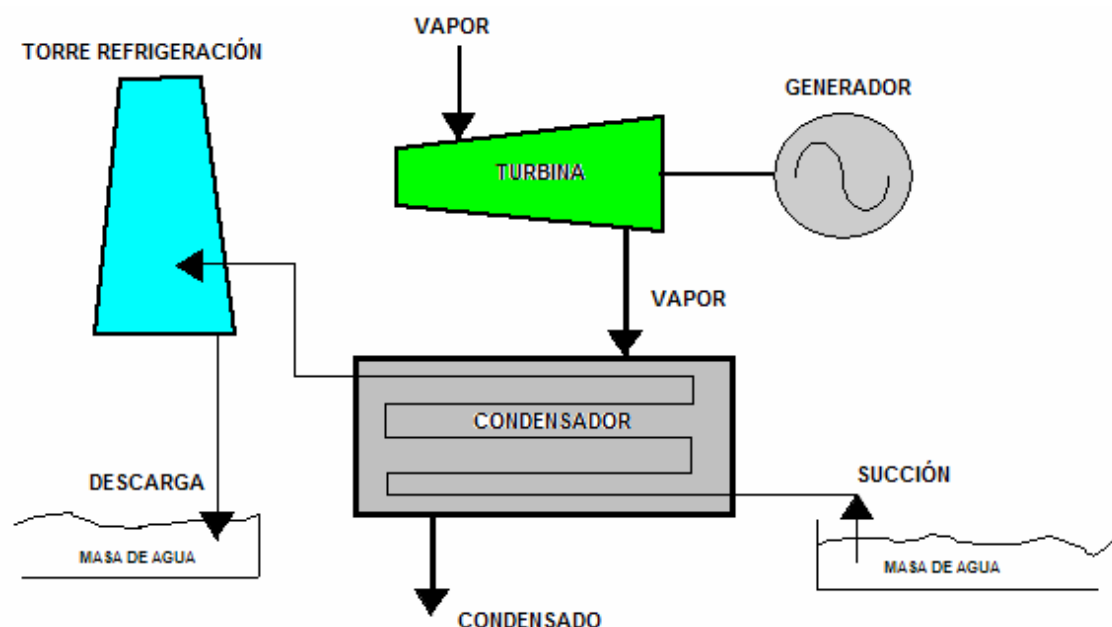 VAPOR
TORRE REFRIGERACIÓN
GENERADOR
TURBINA
VAPOR
CONDENSADOR
DESCARGA
SUCCIÓN
MASA DE AGUA
MASA DE AGUA
CONDENSADO